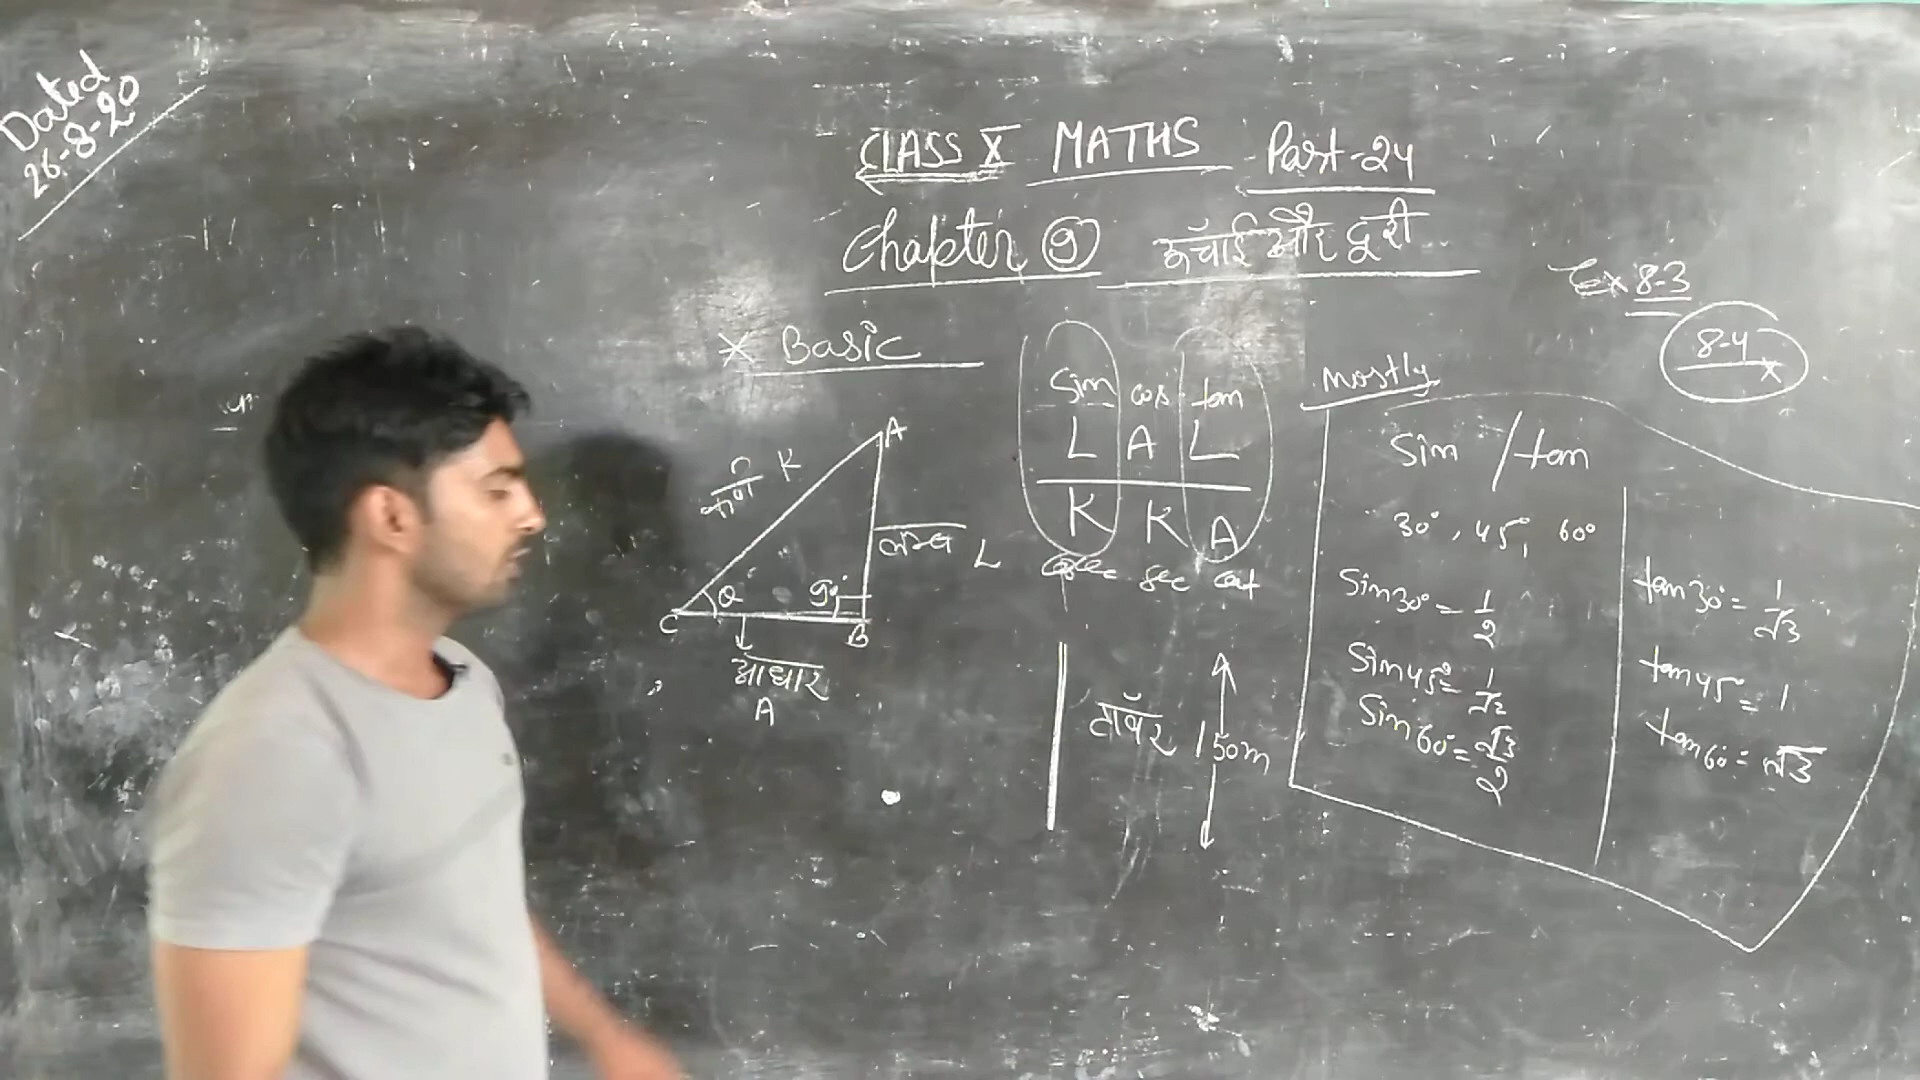 Dated
26-8-20
CLASS X MATHS Part-24
Chapter 9 ऊँचाई और दूरी
Ex 8-3
8-4 x
x Basic
Sin cos tan
L A L
K K A
cosec sec cot
A
कर्ण K
लम्ब L
C Q 90° B
आधार
A
टॉवर 150m
Mostly
Sin / tan
30°, 45°, 60°
Sin30° = 1/2
Sin45° = 1/√2
Sin60° = √3/2
tan30° = 1/√3
tan45° = 1
tan60° = √3